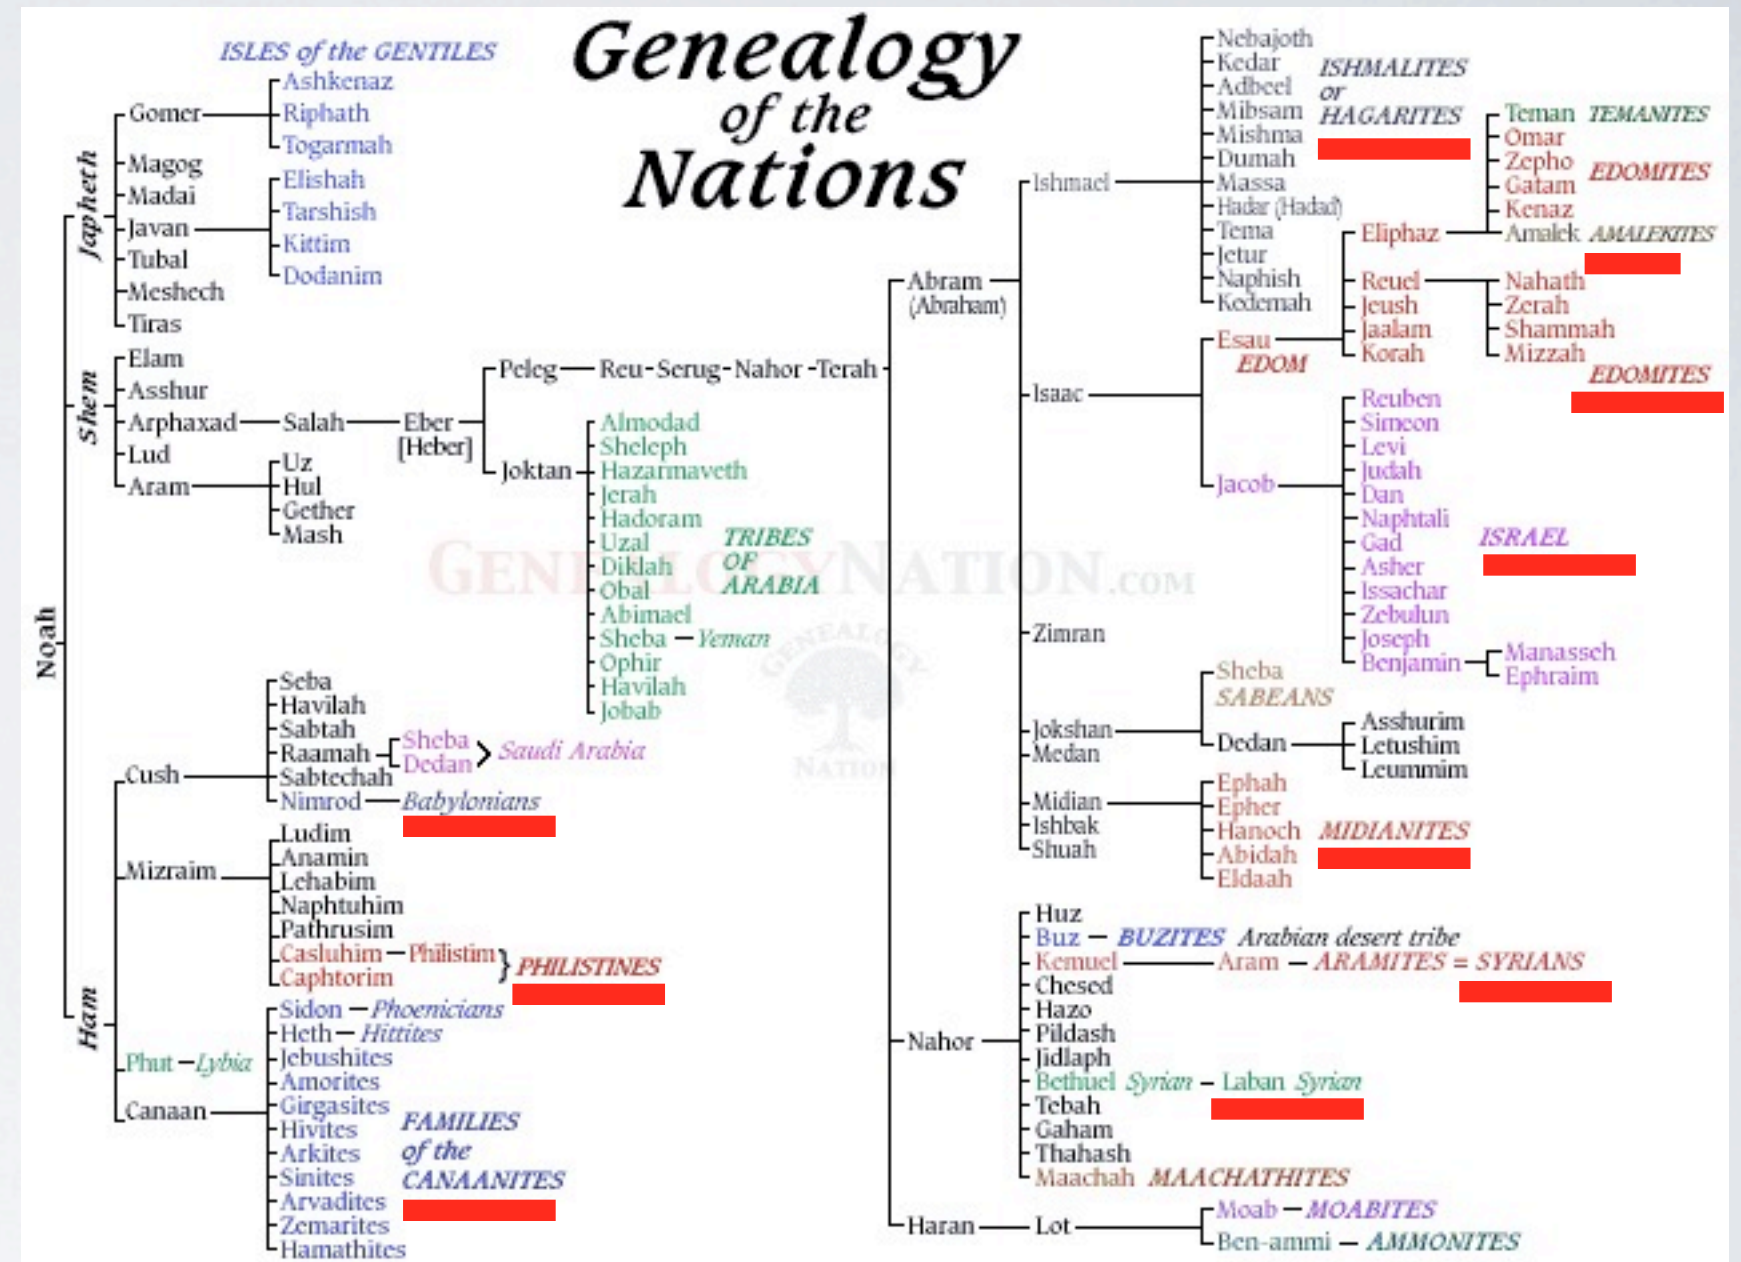 Genealogy
of the
Nations
Noah
Japheth
ISLES of the GENTILES
Gomer
Ashkenaz
Riphath
Togarmah
Magog
Madai
Javan
Elishah
Tarshish
Kittim
Dodanim
Tubal
Meshech
Tiras
Shem
Elam
Asshur
Arphaxad
Salah
Eber
[Heber]
Lud
Aram
Uz
Hul
Gether
Mash
Peleg
Reu-Serug-Nahor-Terah
Joktan
Almodad
Sheleph
Hazarmaveth
Jerah
Hadoram
Uzal
Diklah
Obal
Abimael
Sheba — Yeman
Ophir
Havilah
Jobab
TRIBES
OF
ARABIA
Ham
Cush
Seba
Havilah
Sabtah
Raamah
Sheba
Dedan
Saudi Arabia
Sabtechah
Nimrod — Babylonians
Mizraim
Ludim
Anamin
Lehabim
Naphtuhim
Pathrusim
Casluhim — Philistim
Caphtorim
PHILISTINES
Phut — Lybia
Canaan
Sidon — Phoenicians
Heth — Hittites
Jebushites
Amorites
Girgasites
Hivites
Arkites
Sinites
Arvadites
Zemarites
Hamathites
FAMILIES
of the
CANAANITES
Abram
(Abraham)
Ishmael
Nebajoth
Kedar
Adbeel
Mibsam
Mishma
Dumah
Massa
Hadar (Hadad)
Tema
Jetur
Naphish
Kedemah
ISHMALITES
or
HAGARITES
Isaac
Esau
EDOM
Eliphaz
Teman TEMANITES
Omar
Zepho
Gatam
Kenaz
EDOMITES
Amalek AMALEKITES
Reuel
Nahath
Zerah
Shammah
Mizzah
EDOMITES
Jeush
Jaalam
Korah
Jacob
Reuben
Simeon
Levi
Judah
Dan
Naphtali
Gad
Asher
Issachar
Zebulun
Joseph
Benjamin
Manasseh
Ephraim
ISRAEL
Zimran
Jokshan
Sheba
SABEANS
Dedan
Asshurim
Letushim
Leummim
Medan
Midian
Ephah
Epher
Hanoch
Abidah
Eldaah
MIDIANITES
Ishbak
Shuah
Nahor
Huz
Buz — BUZITES Arabian desert tribe
Kemuel — Aram — ARAMITES = SYRIANS
Chesed
Hazo
Pildash
Jidlaph
Bethuel Syrian — Laban Syrian
Tebah
Gaham
Thahash
Maachah MAACHATHITES
Haran
Lot
Moab — MOABITES
Ben-ammi — AMMONITES
GENEALOGYNATION.COM
GENEALOGY
NATION